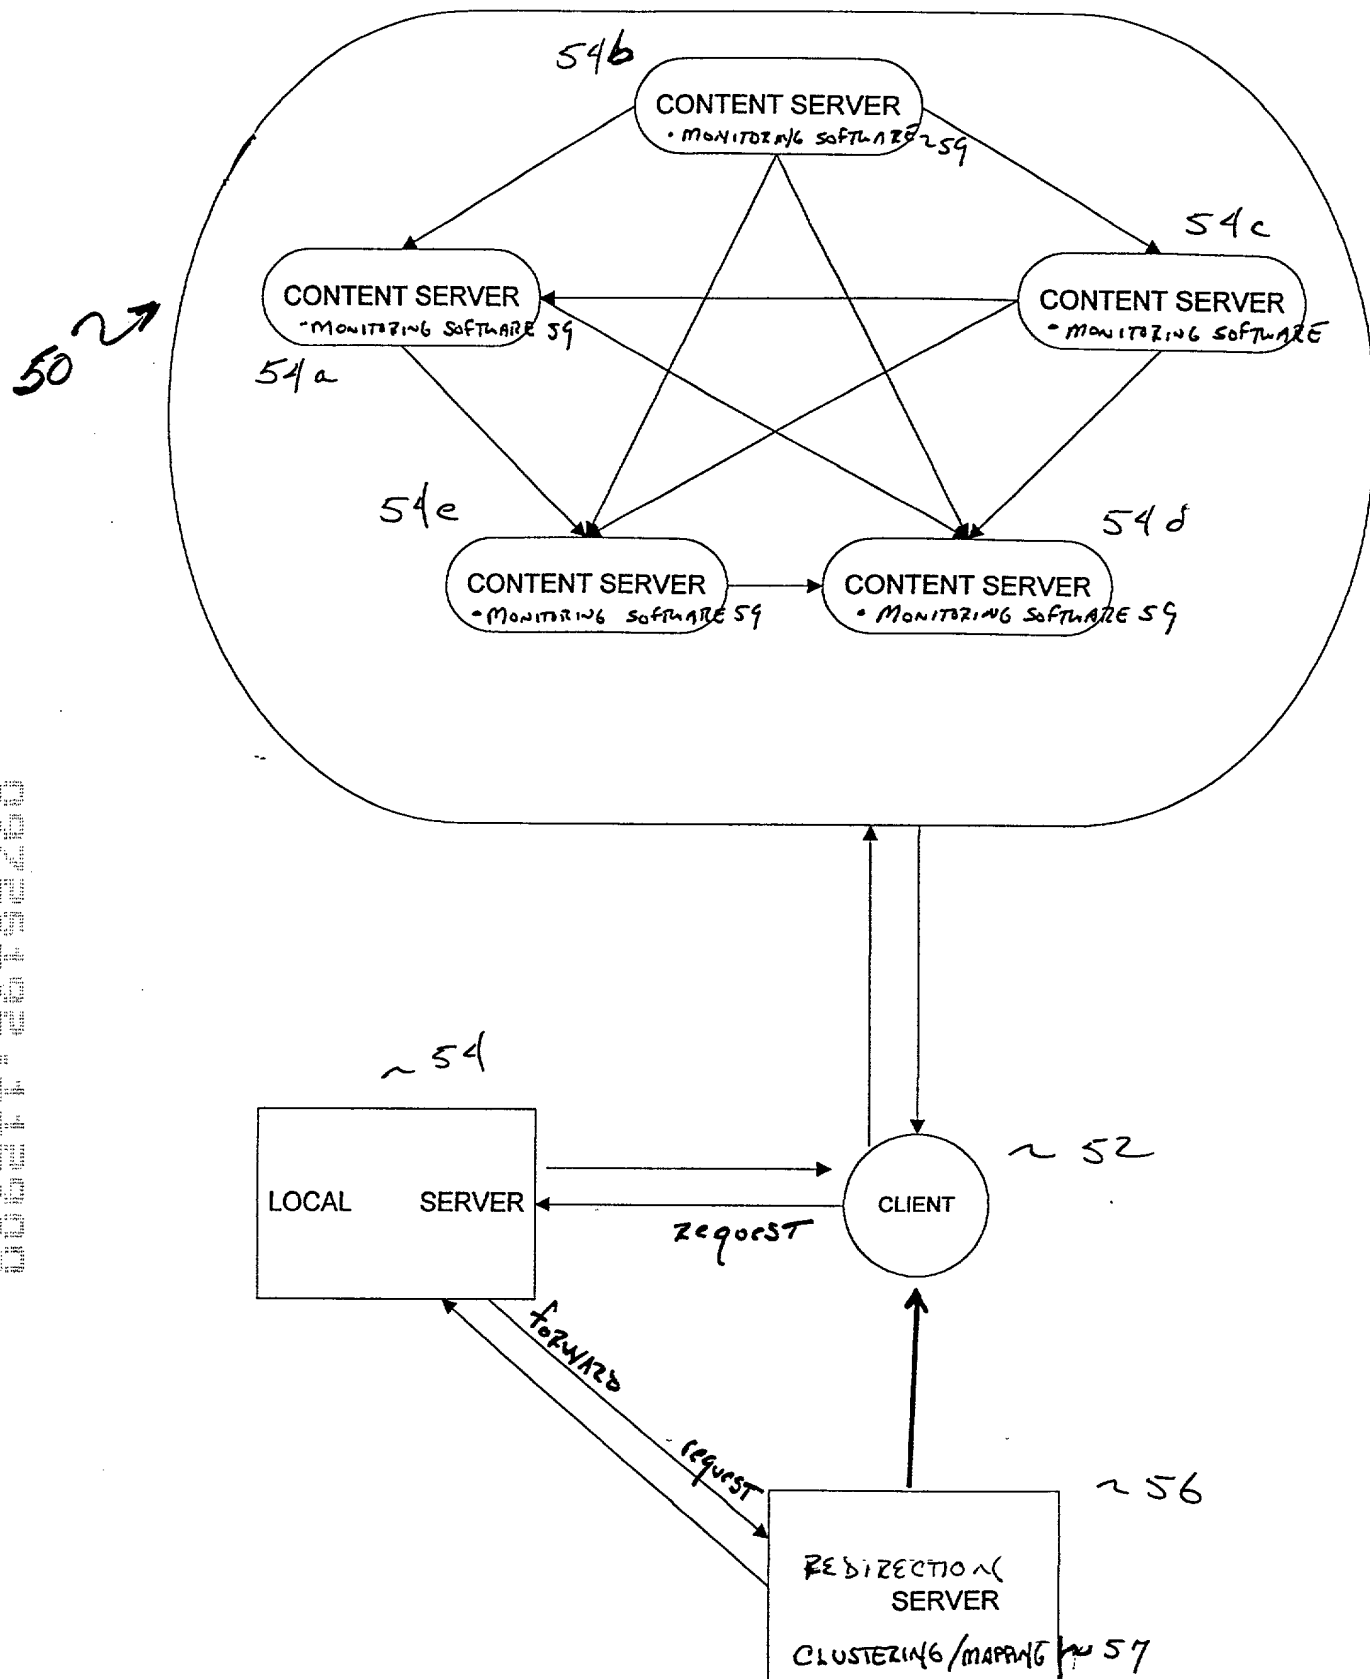 54b
CONTENT SERVER
• MONITORING SOFTWARE ~59
54c
CONTENT SERVER
- MONITORING SOFTWARE 59
CONTENT SERVER
• MONITORING SOFTWARE
50
54a
54e
54d
CONTENT SERVER
• MONITORING SOFTWARE 59
CONTENT SERVER
• MONITORING SOFTWARE 59
~ 54
~ 52
LOCAL SERVER
CLIENT
request
forward
request
~ 56
REDIRECTION
SERVER
CLUSTERING/MAPPING ~ 57